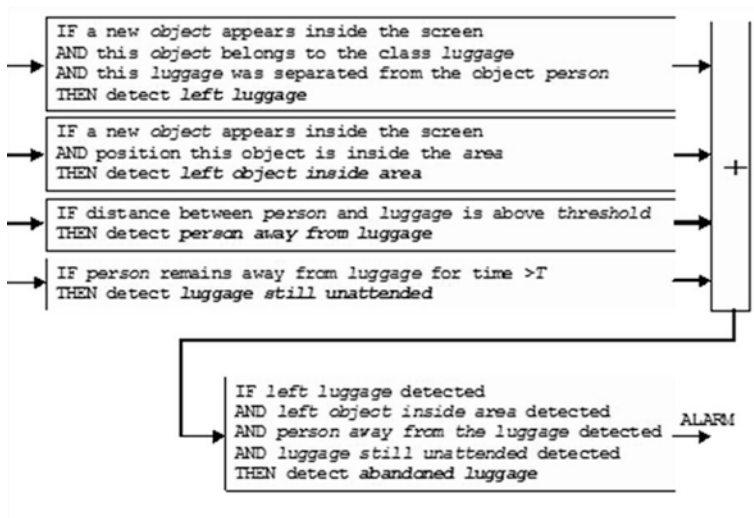 IF a new object appears inside the screen
AND this object belongs to the class luggage
AND this luggage was separated from the object person
THEN detect left luggage
IF a new object appears inside the screen
AND position this object is inside the area
THEN detect left object inside area
+
IF distance between person and luggage is above threshold
THEN detect person away from luggage
IF person remains away from luggage for time >T
THEN detect luggage still unattended
IF left luggage detected
AND left object inside area detected
AND person away from the luggage detected
AND luggage still unattended detected
THEN detect abandoned luggage
ALARM